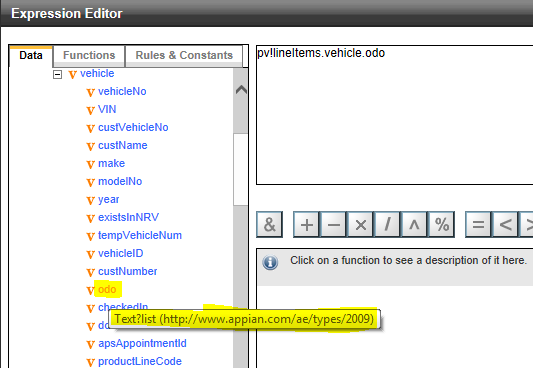 Expression Editor
Data Functions Rules & Constants
pv!lineItems.vehicle.odo
vehicle
vehicleNo
VIN
custVehicleNo
custName
make
modelNo
year
existsInNRV
tempVehicleNum
vehicleID
custNumber
odo
checkedIn
Text?list (http://www.appian.com/ae/types/2009)
apsAppointmentId
productLineCode
& + − × / ^ % = < >
Click on a function to see a description of it here.